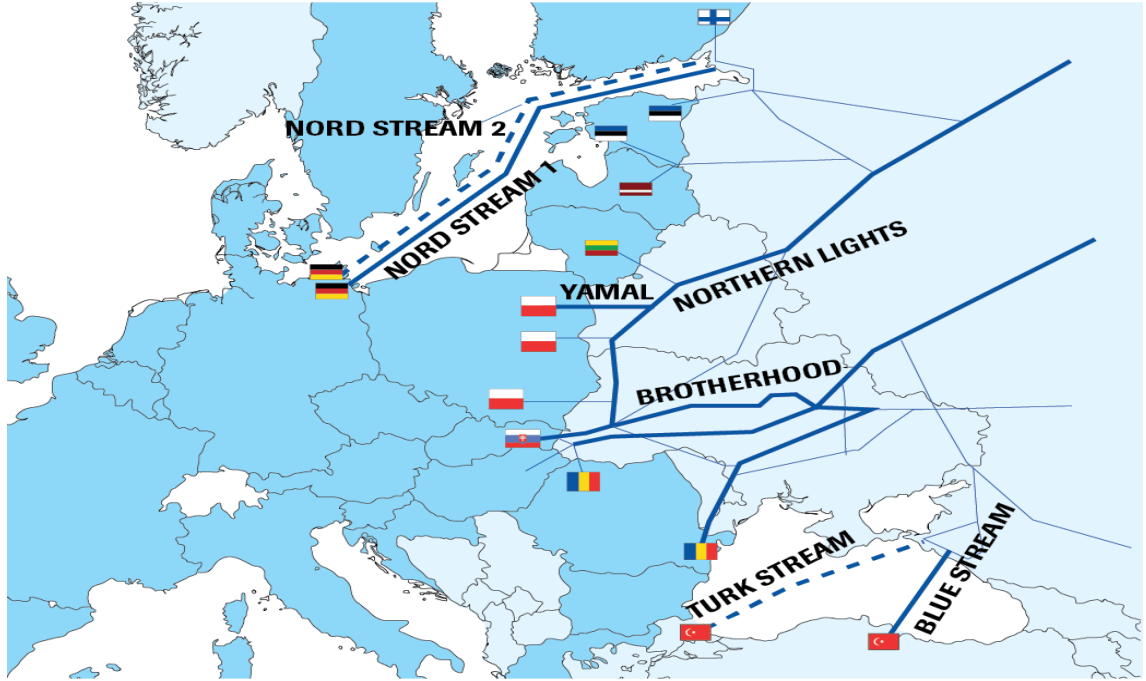 NORD STREAM 2
NORD STREAM 1
NORTHERN LIGHTS
YAMAL
BROTHERHOOD
TURK STREAM
BLUE STREAM